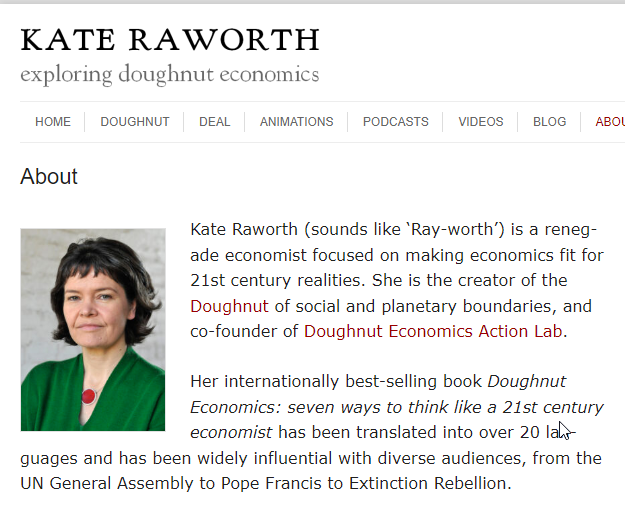 KATE RAWORTH
exploring doughnut economics
HOME DOUGHNUT DEAL ANIMATIONS PODCASTS VIDEOS BLOG
About
Kate Raworth (sounds like ‘Ray-worth’) is a reneg-
ade economist focused on making economics fit for
21st century realities. She is the creator of the
Doughnut of social and planetary boundaries, and
co-founder of Doughnut Economics Action Lab.
Her internationally best-selling book Doughnut
Economics: seven ways to think like a 21st century
economist has been translated into over 20 lan-
guages and has been widely influential with diverse audiences, from the
UN General Assembly to Pope Francis to Extinction Rebellion.